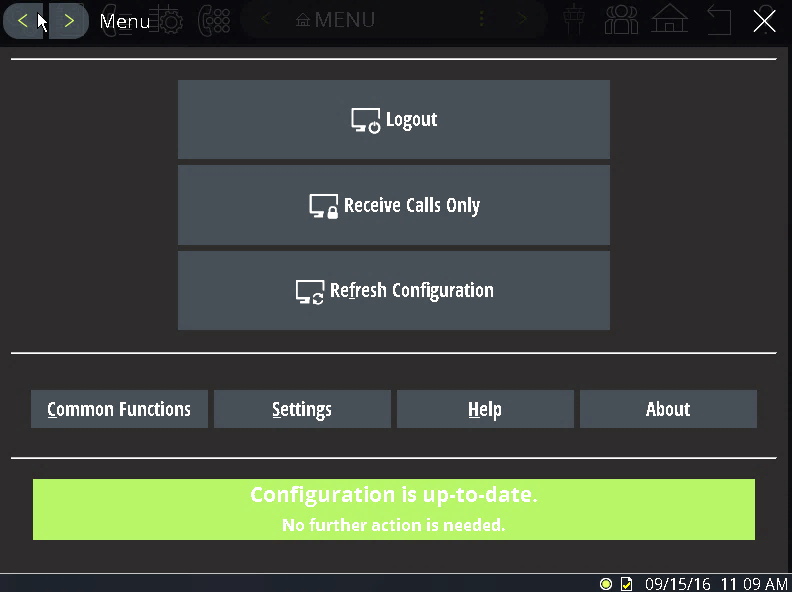 < > Menu
< MENU >
Logout
Receive Calls Only
Refresh Configuration
Common Functions
Settings
Help
About
Configuration is up-to-date.
No further action is needed.
09/15/16 11 09 AM